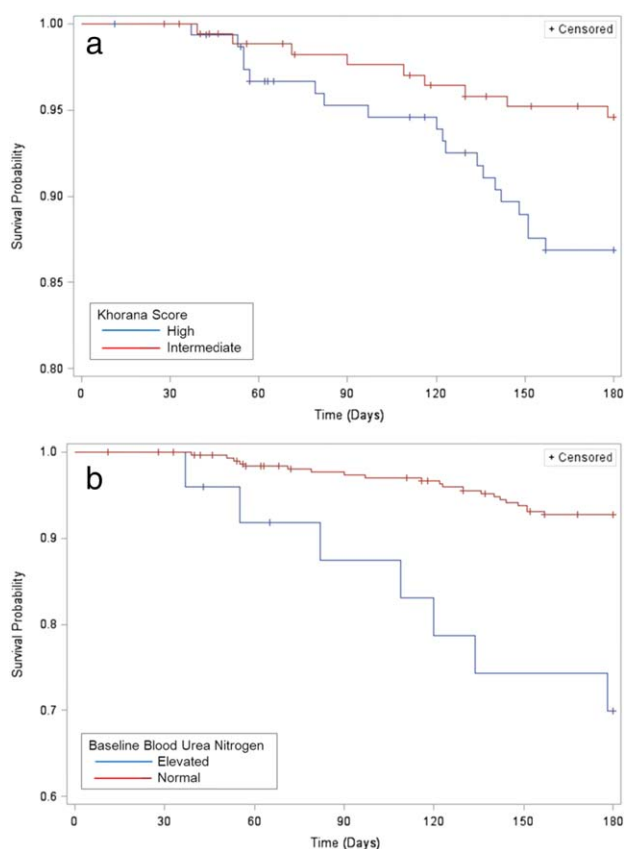 a
+ Censored
1.00
0.95
0.90
0.85
0.80
Survival Probability
Khorana Score
High
Intermediate
0 30 60 90 120 150 180
Time (Days)
b
+ Censored
1.0
0.9
0.8
0.7
0.6
Survival Probability
Baseline Blood Urea Nitrogen
Elevated
Normal
0 30 60 90 120 150 180
Time (Days)